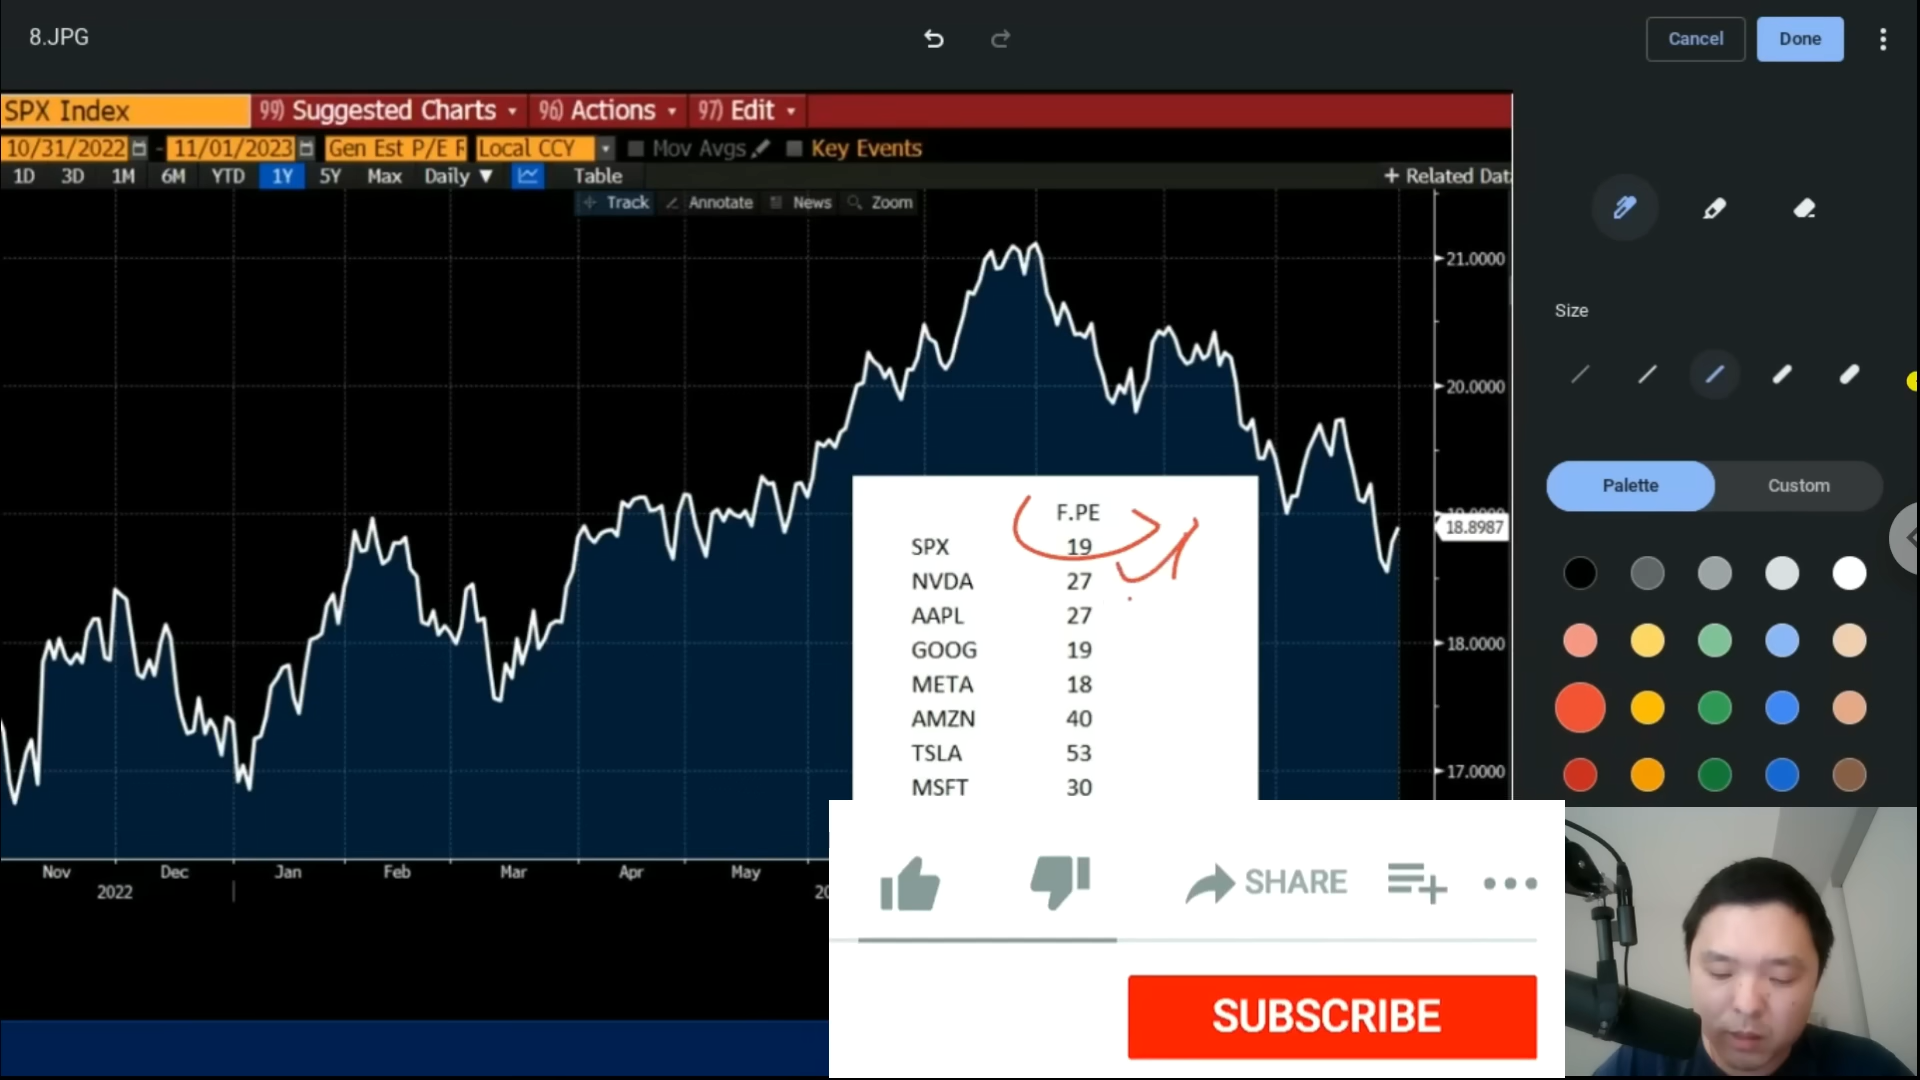 8.JPG
Cancel
Done
SPX Index
99) Suggested Charts
96) Actions
97) Edit
10/31/2022 - 11/01/2023
Gen Est P/E R
Local CCY
Mov Avgs
Key Events
1D 3D 1M 6M YTD 1Y 5Y Max Daily ▼ Table
+ Related Dat
Track Annotate News Zoom
21.0000
20.0000
18.8987
18.0000
17.0000
F.PE
SPX 19
NVDA 27
AAPL 27
GOOG 19
META 18
AMZN 40
TSLA 53
MSFT 30
Nov Dec Jan Feb Mar Apr May
2022
20
Size
Palette
Custom
SHARE
SUBSCRIBE